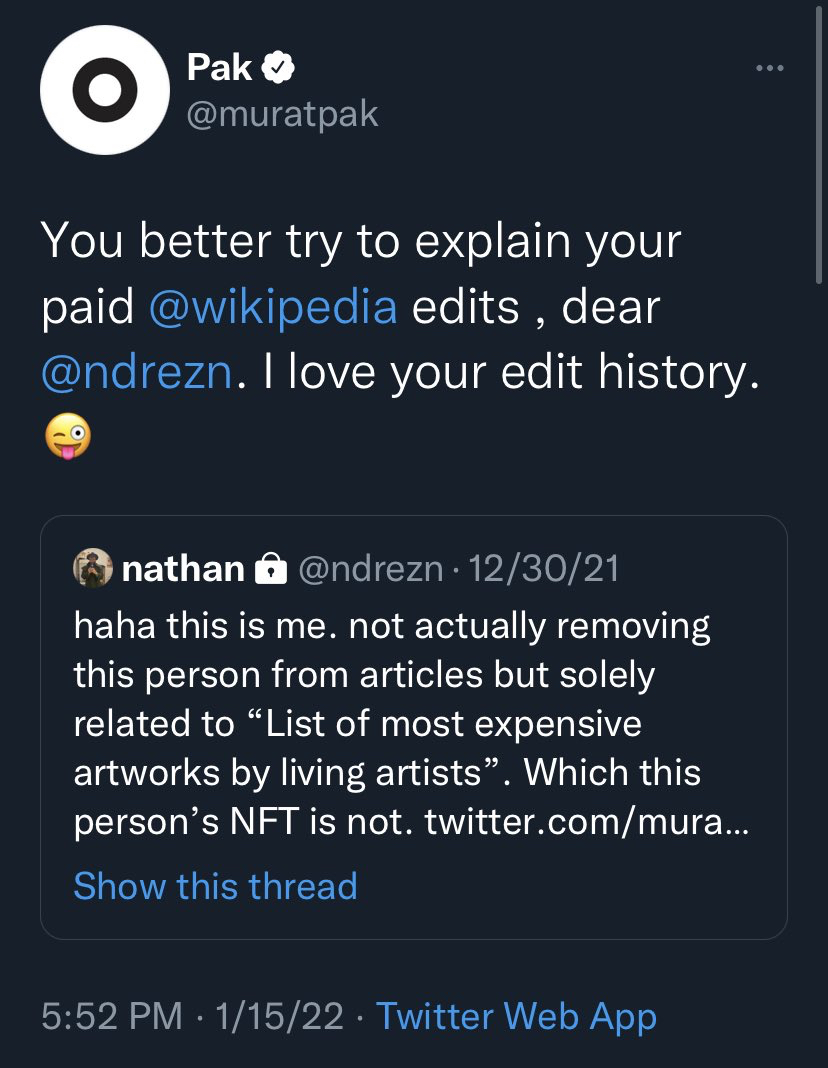 Pak
@muratpak
You better try to explain your
paid @wikipedia edits , dear
@ndrezn. I love your edit history.
😜
nathan @ndrezn · 12/30/21
haha this is me. not actually removing
this person from articles but solely
related to “List of most expensive
artworks by living artists”. Which this
person’s NFT is not. twitter.com/mura...
Show this thread
5:52 PM · 1/15/22 · Twitter Web App